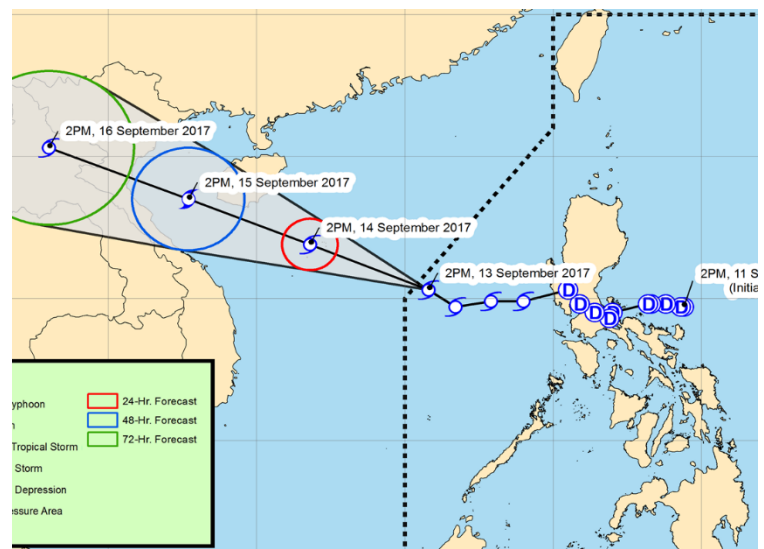 2PM, 16 September 2017
2PM, 15 September 2017
2PM, 14 September 2017
2PM, 13 September 2017
2PM, 11 S
(Initia
D
D
D
D
D
D
D
D
yphoon
n
Tropical Storm
Storm
Depression
essure Area
24-Hr. Forecast
48-Hr. Forecast
72-Hr. Forecast